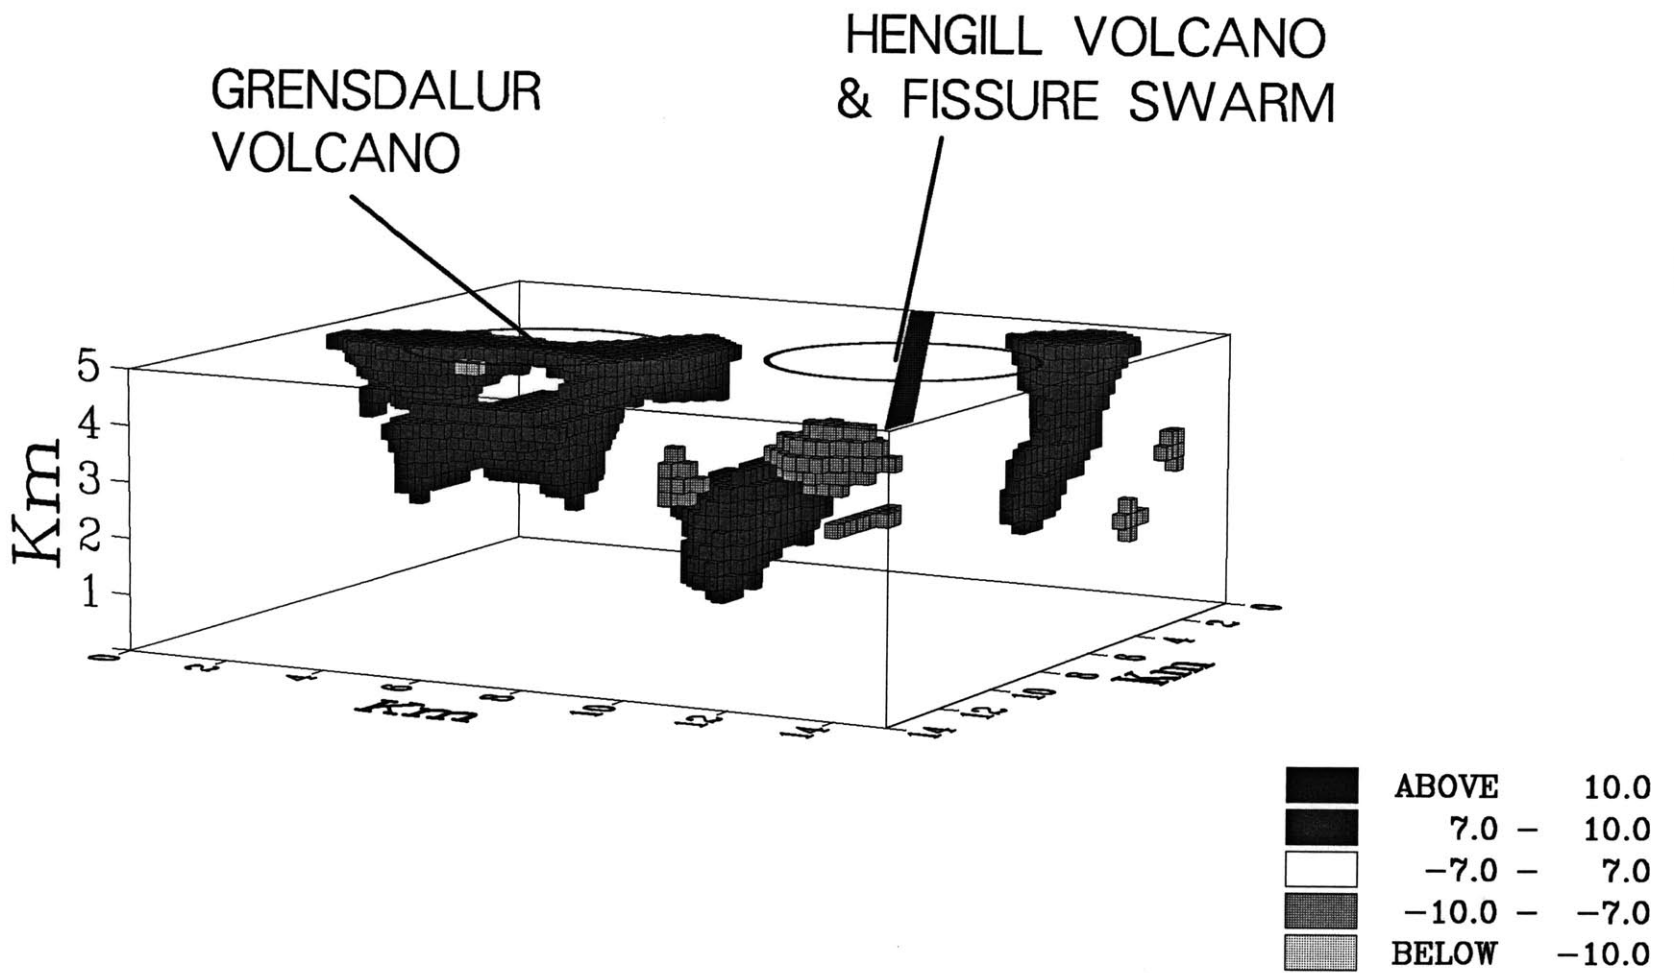 HENGILL VOLCANO
& FISSURE SWARM
GRENSDALUR
VOLCANO
5
4
3
2
1
Km
0 2 4 6 8 10 12 14
Km
14 12 10 8 6 4 2 0
Km
ABOVE 10.0
7.0 - 10.0
-7.0 - 7.0
-10.0 - -7.0
BELOW -10.0